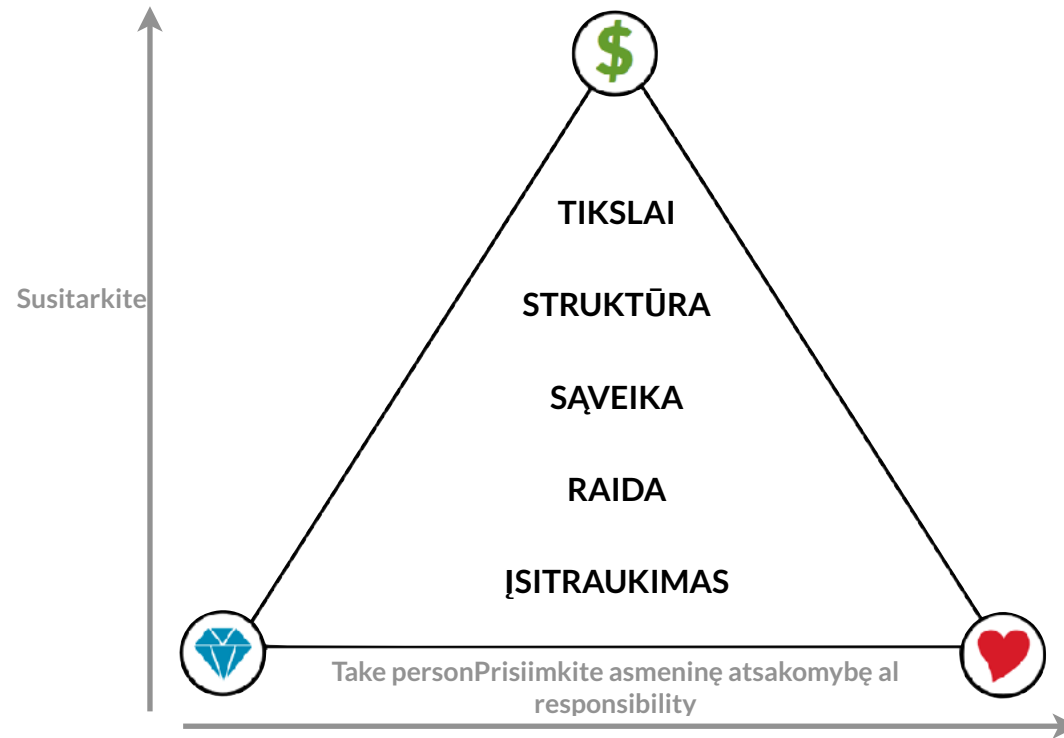 $
TIKSLAI
Susitarkite
STRUKTŪRA
SĄVEIKA
RAIDA
ĮSITRAUKIMAS
Take personPrisiimkite asmeninę atsakomybę al
responsibility